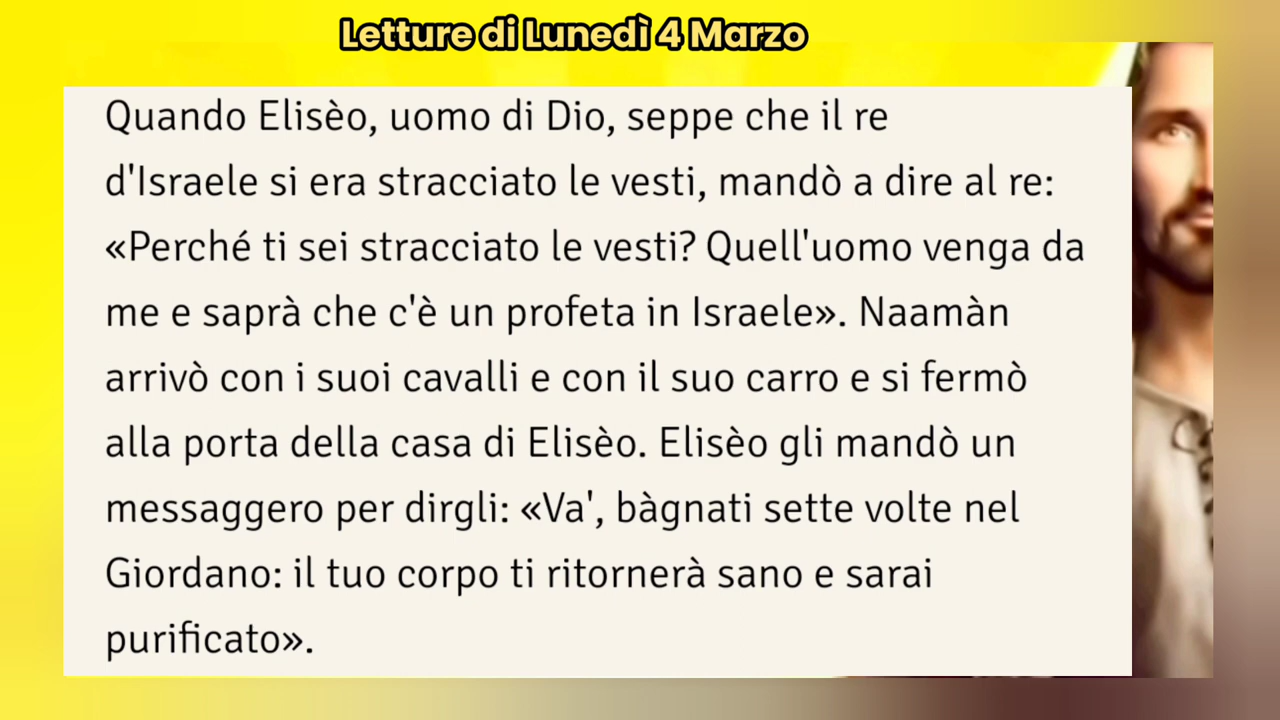 Letture di Lunedì 4 Marzo
Quando Elisèo, uomo di Dio, seppe che il re
d'Israele si era stracciato le vesti, mandò a dire al re:
«Perché ti sei stracciato le vesti? Quell'uomo venga da
me e saprà che c'è un profeta in Israele». Naamàn
arrivò con i suoi cavalli e con il suo carro e si fermò
alla porta della casa di Elisèo. Elisèo gli mandò un
messaggero per dirgli: «Va', bàgnati sette volte nel
Giordano: il tuo corpo ti ritornerà sano e sarai
purificato».